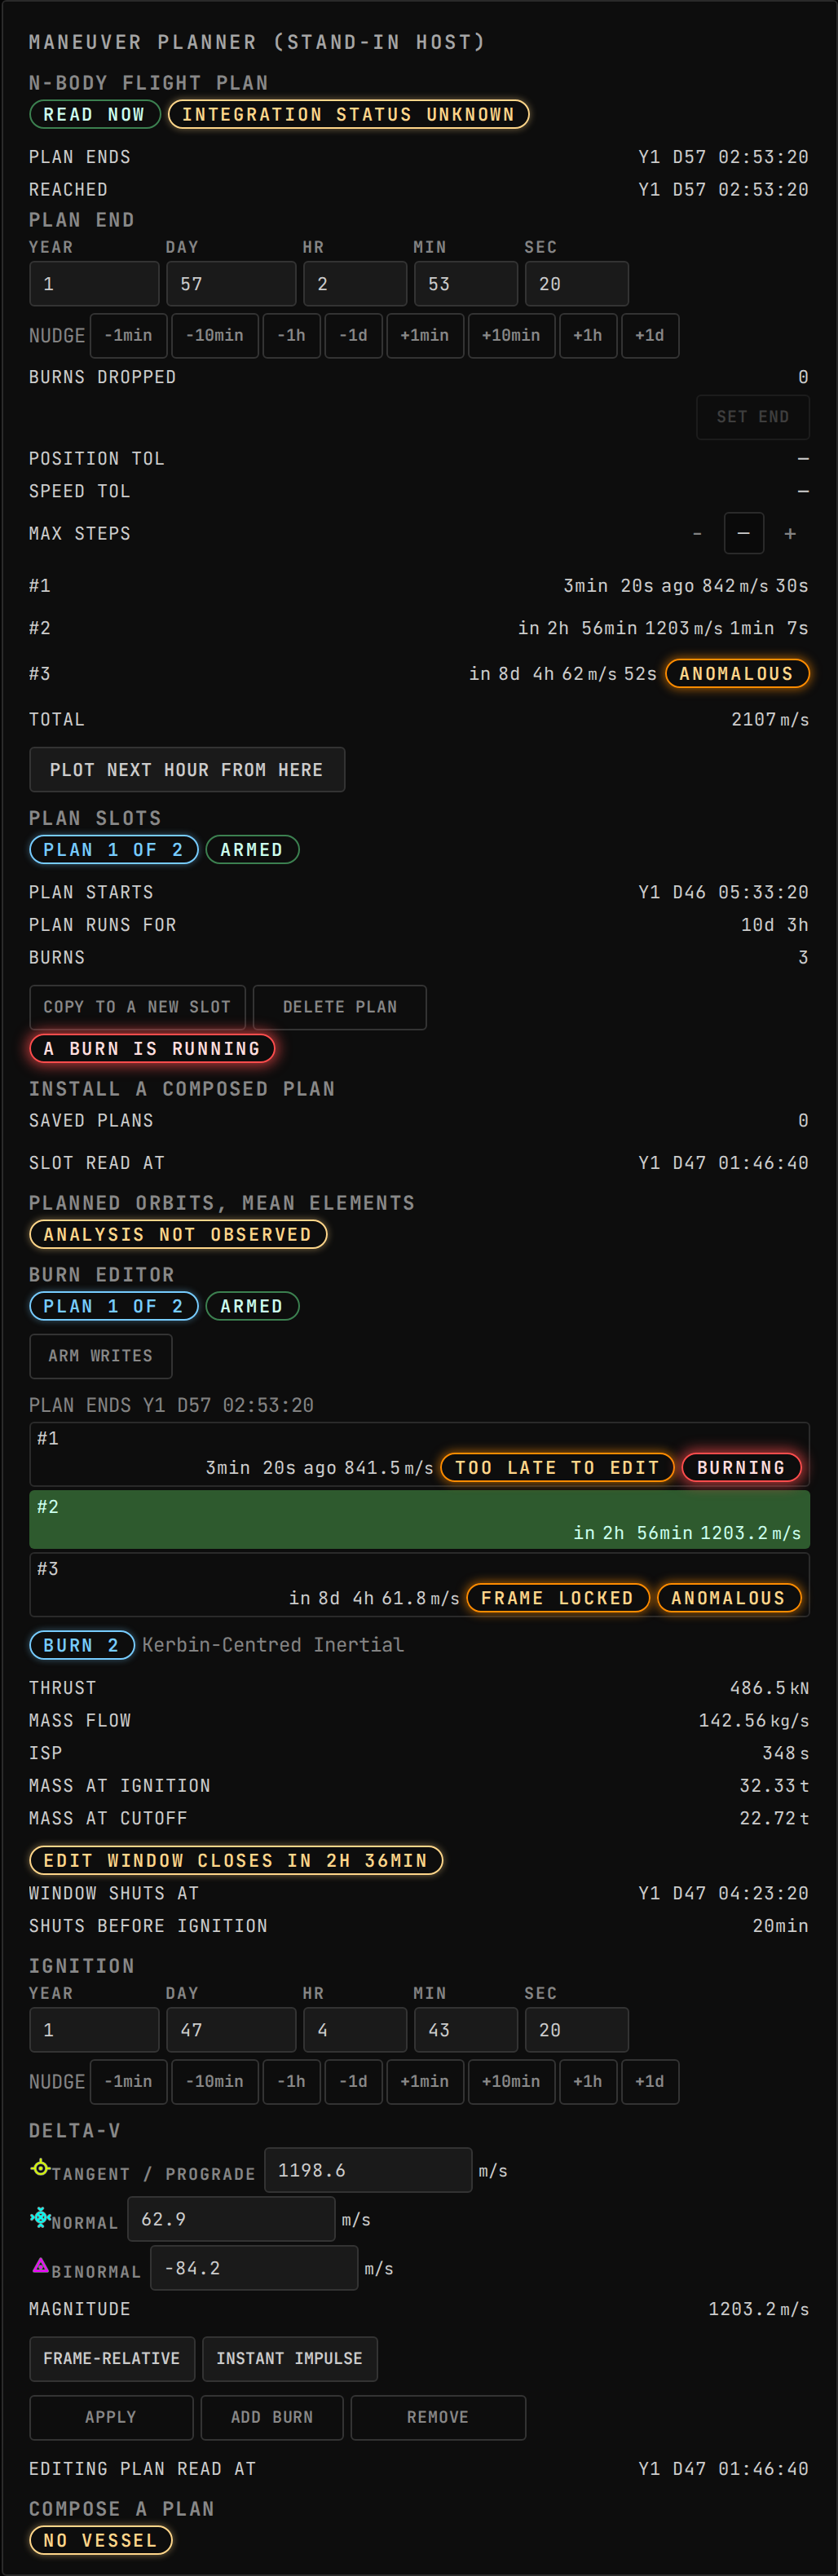 MANEUVER PLANNER (STAND-IN HOST)
N-BODY FLIGHT PLAN
READ NOW INTEGRATION STATUS UNKNOWN
PLAN ENDS Y1 D57 02:53:20
REACHED Y1 D57 02:53:20
PLAN END
YEAR DAY HR MIN SEC
1 57 2 53 20
NUDGE -1min -10min -1h -1d +1min +10min +1h +1d
BURNS DROPPED 0
SET END
POSITION TOL —
SPEED TOL —
MAX STEPS - — +
#1 3min 20s ago 842 m/s 30s
#2 in 2h 56min 1203 m/s 1min 7s
#3 in 8d 4h 62 m/s 52s ANOMALOUS
TOTAL 2107 m/s
PLOT NEXT HOUR FROM HERE
PLAN SLOTS
PLAN 1 OF 2 ARMED
PLAN STARTS Y1 D46 05:33:20
PLAN RUNS FOR 10d 3h
BURNS 3
COPY TO A NEW SLOT DELETE PLAN
A BURN IS RUNNING
INSTALL A COMPOSED PLAN
SAVED PLANS 0
SLOT READ AT Y1 D47 01:46:40
PLANNED ORBITS, MEAN ELEMENTS
ANALYSIS NOT OBSERVED
BURN EDITOR
PLAN 1 OF 2 ARMED
ARM WRITES
PLAN ENDS Y1 D57 02:53:20
#1
3min 20s ago 841.5 m/s TOO LATE TO EDIT BURNING
#2
in 2h 56min 1203.2 m/s
#3
in 8d 4h 61.8 m/s FRAME LOCKED ANOMALOUS
BURN 2 Kerbin-Centred Inertial
THRUST 486.5 kN
MASS FLOW 142.56 kg/s
ISP 348 s
MASS AT IGNITION 32.33 t
MASS AT CUTOFF 22.72 t
EDIT WINDOW CLOSES IN 2H 36MIN
WINDOW SHUTS AT Y1 D47 04:23:20
SHUTS BEFORE IGNITION 20min
IGNITION
YEAR DAY HR MIN SEC
1 47 4 43 20
NUDGE -1min -10min -1h -1d +1min +10min +1h +1d
DELTA-V
TANGENT / PROGRADE 1198.6 m/s
NORMAL 62.9 m/s
BINORMAL -84.2 m/s
MAGNITUDE 1203.2 m/s
FRAME-RELATIVE INSTANT IMPULSE
APPLY ADD BURN REMOVE
EDITING PLAN READ AT Y1 D47 01:46:40
COMPOSE A PLAN
NO VESSEL